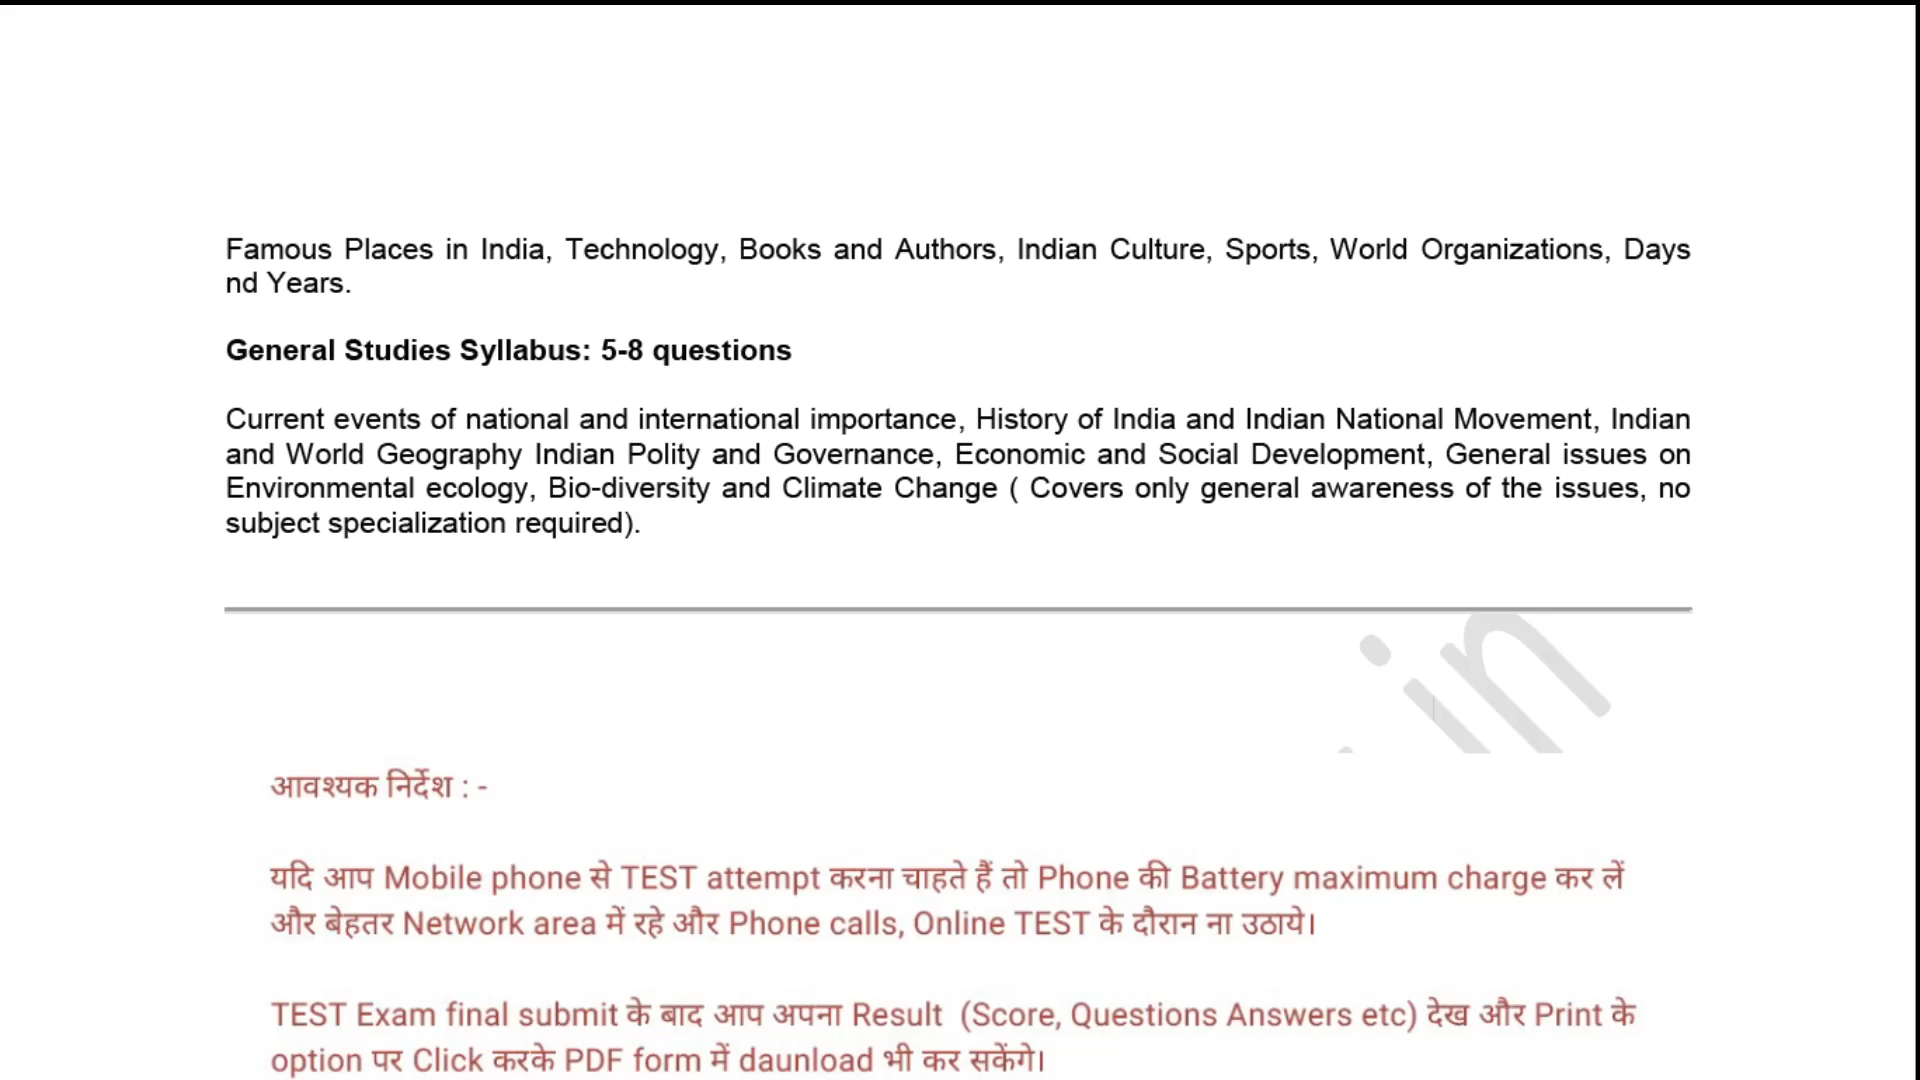 Famous Places in India, Technology, Books and Authors, Indian Culture, Sports, World Organizations, Days
nd Years.
General Studies Syllabus: 5-8 questions
Current events of national and international importance, History of India and Indian National Movement, Indian
and World Geography Indian Polity and Governance, Economic and Social Development, General issues on
Environmental ecology, Bio-diversity and Climate Change ( Covers only general awareness of the issues, no
subject specialization required).
in
आवश्यक निर्देश : -
यदि आप Mobile phone से TEST attempt करना चाहते हैं तो Phone की Battery maximum charge कर लें
और बेहतर Network area में रहे और Phone calls, Online TEST के दौरान ना उठाये।
TEST Exam final submit के बाद आप अपना Result (Score, Questions Answers etc) देख और Print के
option पर Click करके PDF form में daunload भी कर सकेंगे।